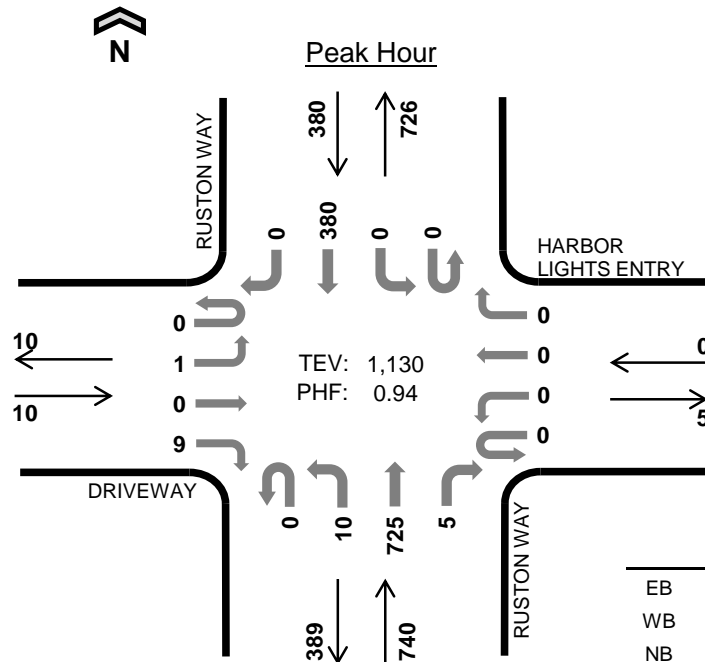 N
Peak Hour
380
726
RUSTON WAY
0
380
0
0
HARBOR
LIGHTS ENTRY
0
0
10
1
TEV: 1,130
0
0
10
0
PHF: 0.94
0
5
9
0
DRIVEWAY
0
10
725
5
RUSTON WAY
389
740
EB
WB
NB